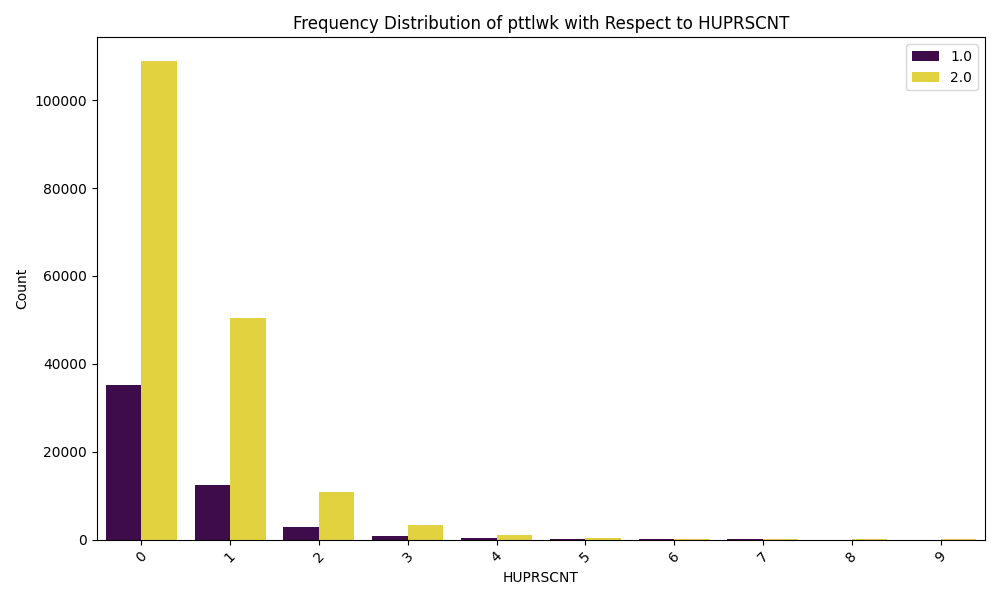 Frequency Distribution of pttlwk with Respect to HUPRSCNT
1.0
2.0
Count
100000
80000
60000
40000
20000
0
0 1 2 3 4 5 6 7 8 9
HUPRSCNT